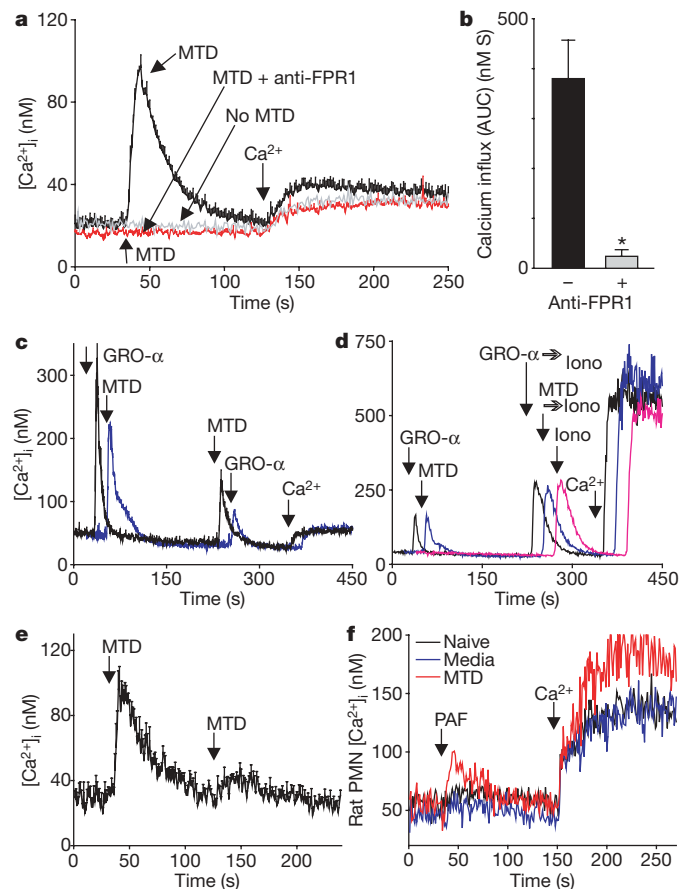 a
120
80
40
0
[Ca²⁺]ᵢ (nM)
MTD
MTD + anti-FPR1
No MTD
Ca²⁺
MTD
0 50 100 150 200 250
Time (s)
b
500
0
Calcium influx (AUC) (nM S)
*
– +
Anti-FPR1
c
300
200
100
0
[Ca²⁺]ᵢ (nM)
GRO-α
MTD
MTD
GRO-α
Ca²⁺
0 150 300 450
Time (s)
d
750
500
250
0
GRO-α ⇒ Iono
MTD
⇒ Iono
Iono
GRO-α
MTD
Ca²⁺
0 150 300 450
Time (s)
e
120
80
40
0
[Ca²⁺]ᵢ (nM)
MTD
MTD
0 50 100 150 200
Time (s)
f
200
150
100
50
Rat PMN [Ca²⁺]ᵢ (nM)
Naive
Media
MTD
PAF
Ca²⁺
0 50 100 150 200 250
Time (s)